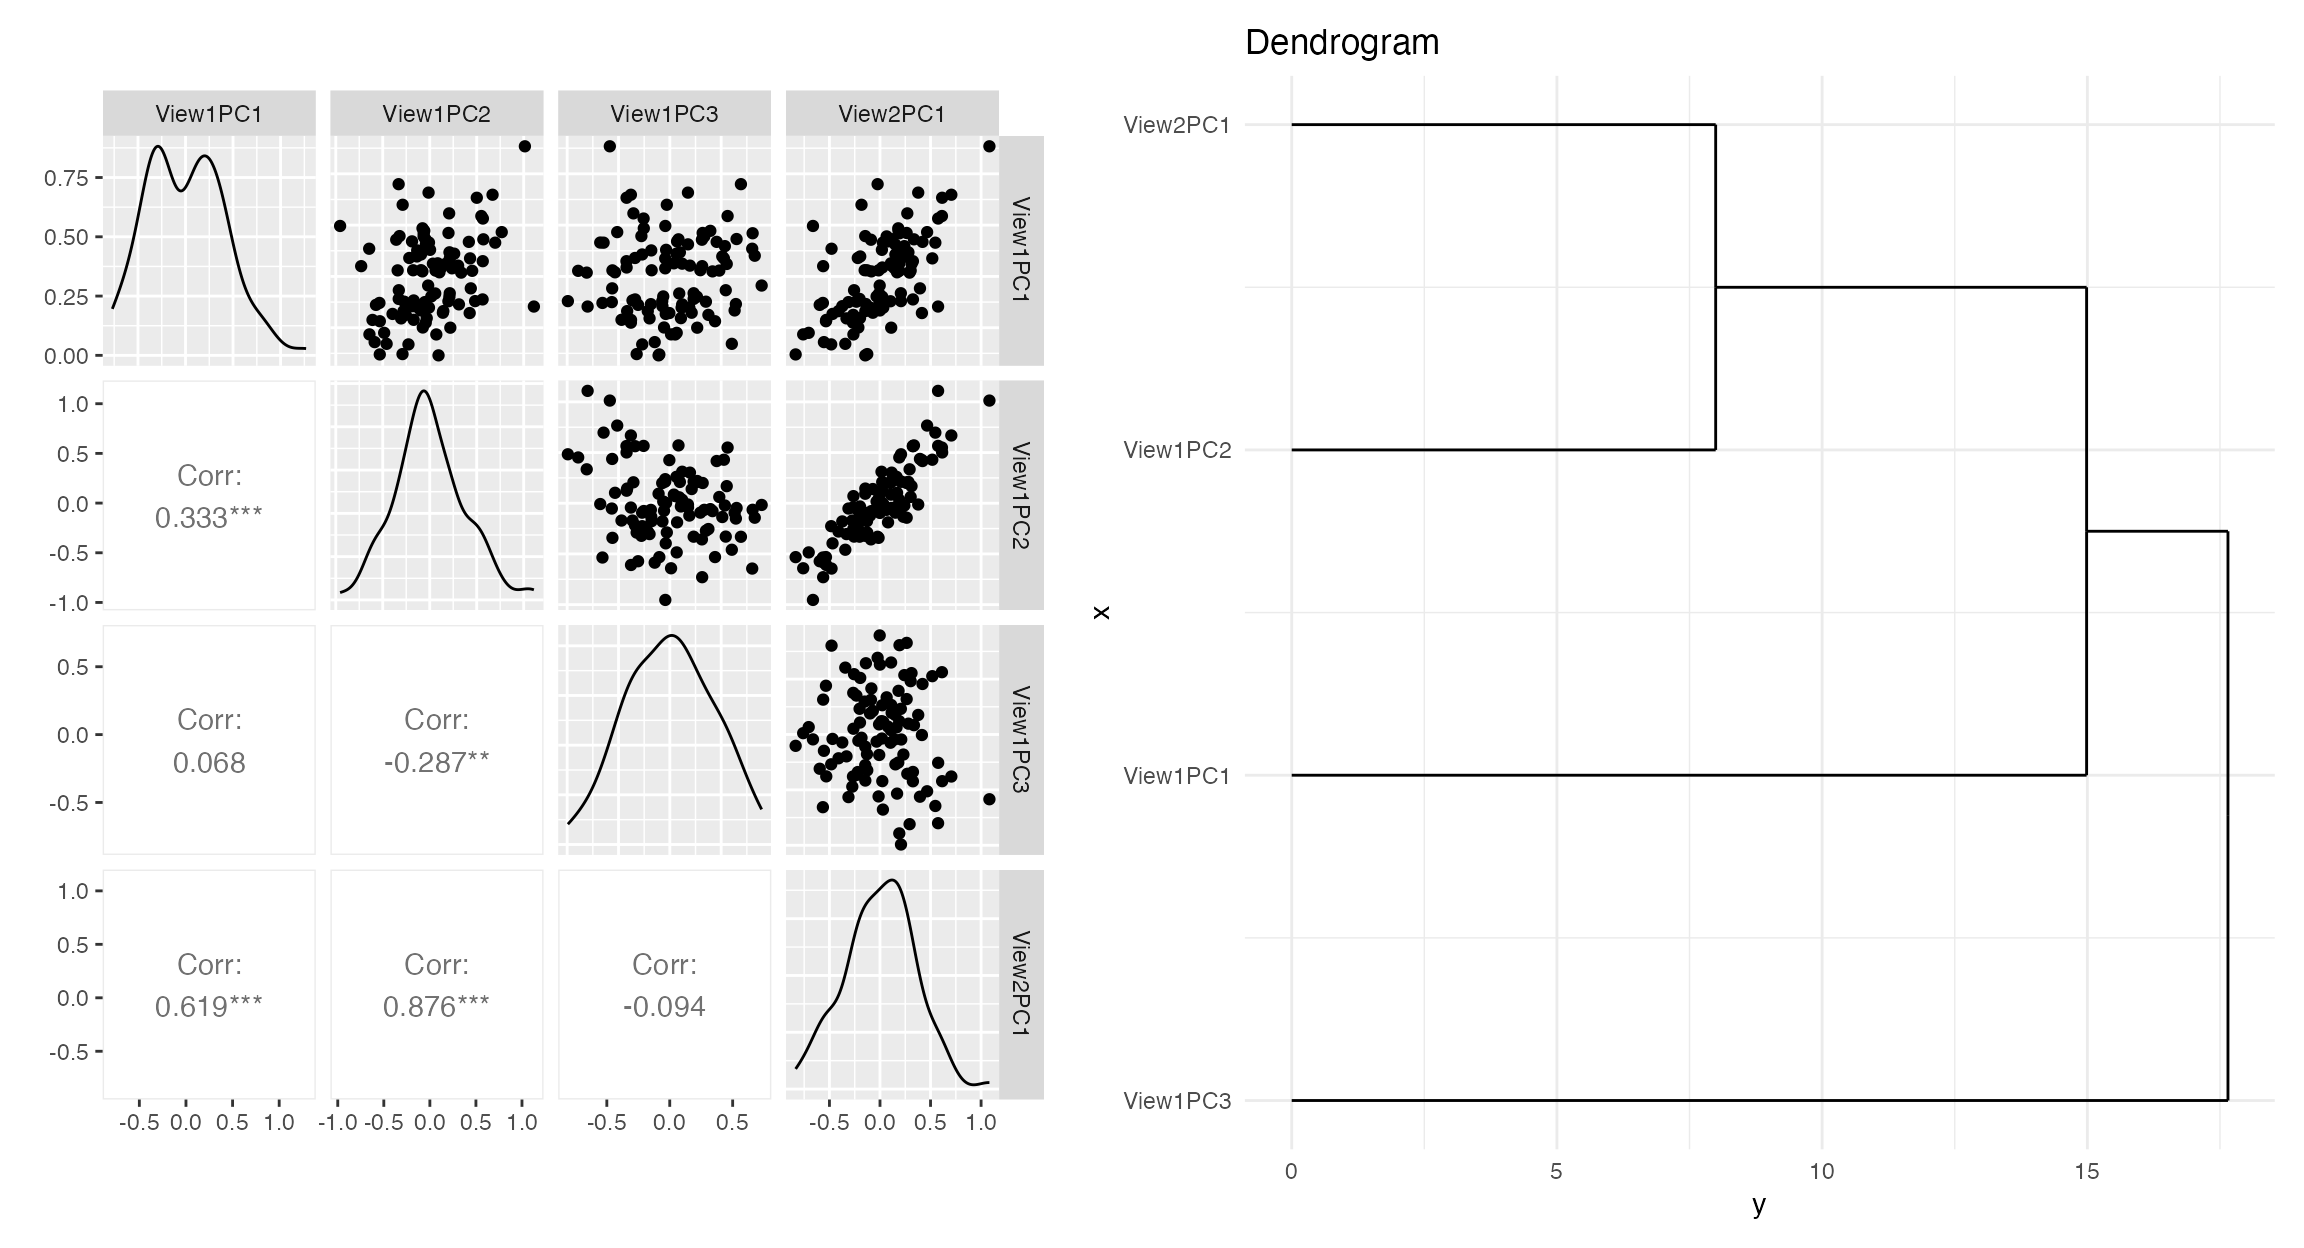 View1PC1 View1PC2 View1PC3 View2PC1
0.75
0.50
0.25
0.00
View1PC1
1.0
0.5
0.0
-0.5
-1.0
Corr:
0.333***
View1PC2
0.5
0.0
-0.5
Corr:
0.068
Corr:
-0.287**
View1PC3
1.0
0.5
0.0
-0.5
Corr:
0.619***
Corr:
0.876***
Corr:
-0.094
View2PC1
-0.5 0.0 0.5 1.0
-1.0 -0.5 0.0 0.5 1.0
-0.5 0.0 0.5
-0.5 0.0 0.5 1.0
Dendrogram
x
View2PC1
View1PC2
View1PC1
View1PC3
0 5 10 15
y